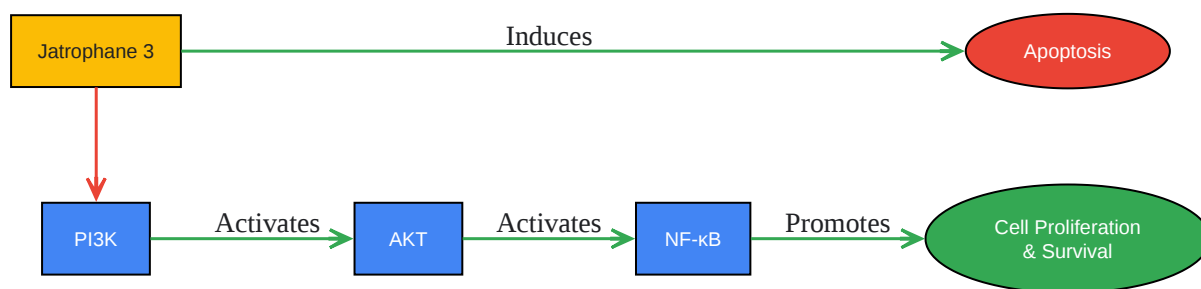 Induces
Jatrophane 3
Apoptosis
Activates
Activates
Promotes
PI3K
AKT
NF-κB
Cell Proliferation
& Survival